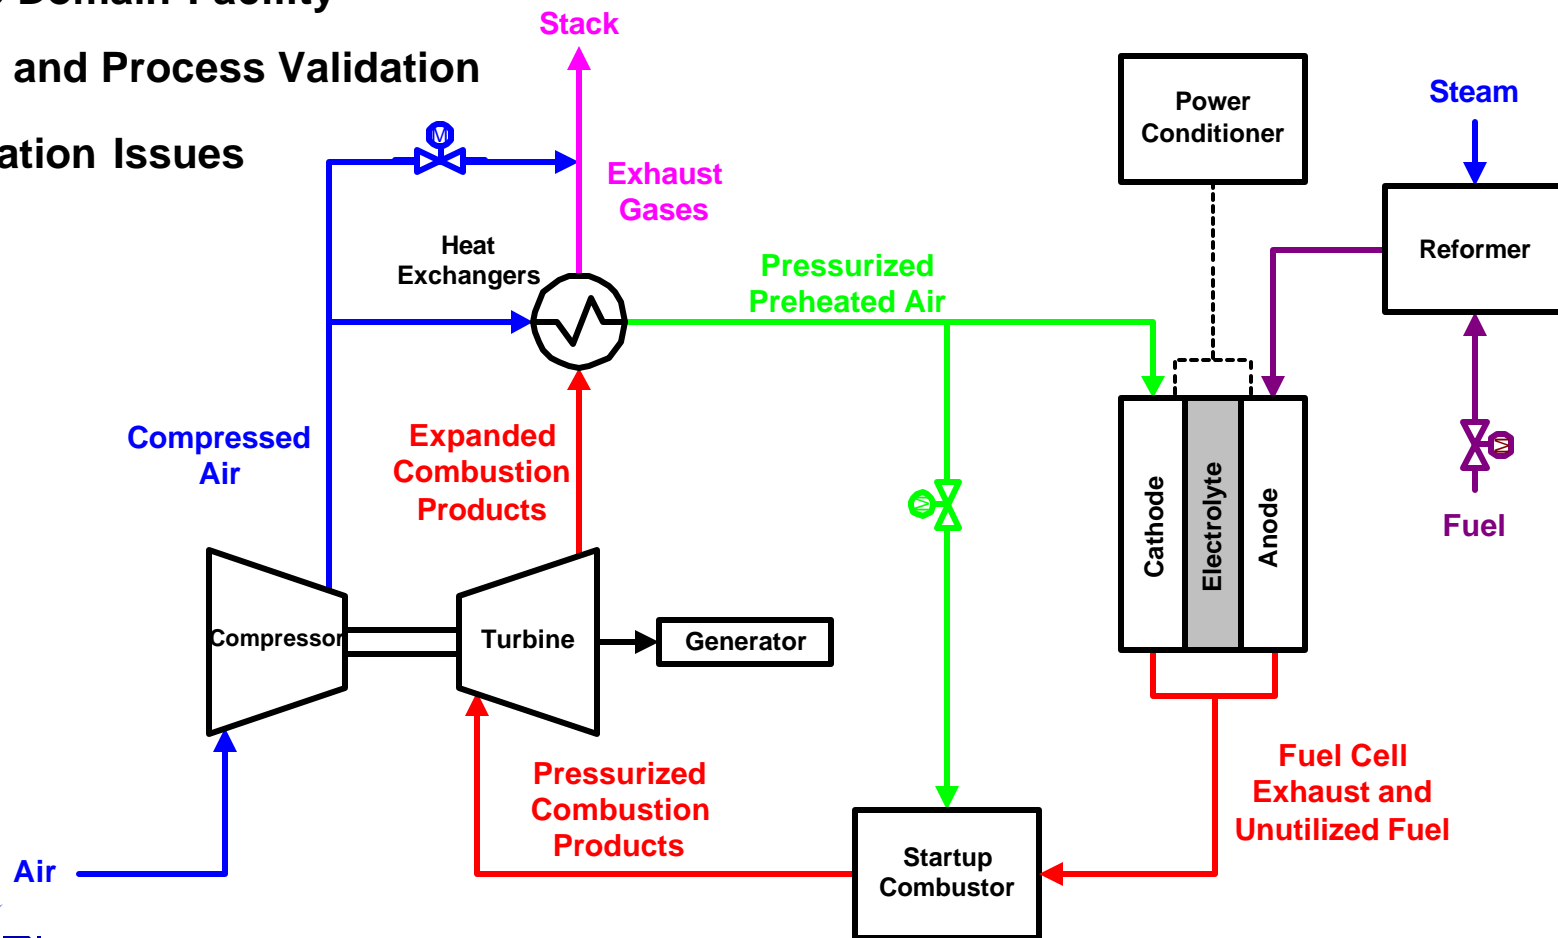 Domain Facility
and Process Validation
ation Issues
Stack
Power
Conditioner
Steam
M
Exhaust
Gases
Heat
Exchangers
Reformer
Pressurized
Preheated Air
Compressed
Air
Expanded
Combustion
Products
M
M
Cathode
Electrolyte
Anode
Fuel
Compressor
Turbine
Generator
Pressurized
Combustion
Products
Fuel Cell
Exhaust and
Unutilized Fuel
Air
Startup
Combustor